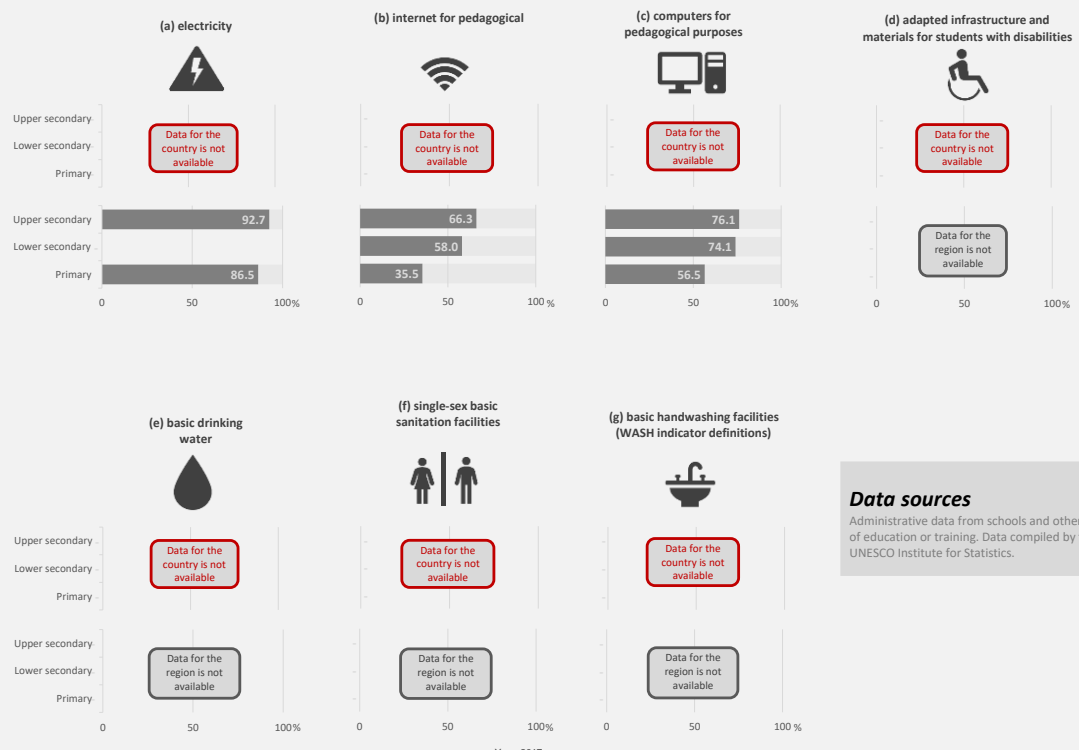 (a) electricity
(b) internet for pedagogical
(c) computers for
pedagogical purposes
(d) adapted infrastructure and
materials for students with disabilities
Upper secondary
Lower secondary
Primary
Data for the
country is not
available
Data for the
country is not
available
Data for the
country is not
available
Data for the
country is not
available
Upper secondary
Lower secondary
Primary
92.7
86.5
0 50 100%
66.3
58.0
35.5
0 50 100%
76.1
74.1
56.5
0 50 100%
Data for the
region is not
available
0 50 100%
(e) basic drinking
water
(f) single-sex basic
sanitation facilities
(g) basic handwashing facilities
(WASH indicator definitions)
Upper secondary
Lower secondary
Primary
Data for the
country is not
available
Data for the
country is not
available
Data for the
country is not
available
Data sources
Administrative data from schools and other
of education or training. Data compiled by
UNESCO Institute for Statistics.
Upper secondary
Lower secondary
Primary
Data for the
region is not
available
Data for the
region is not
available
Data for the
region is not
available
0 50 100%
0 50 100%
0 50 100%